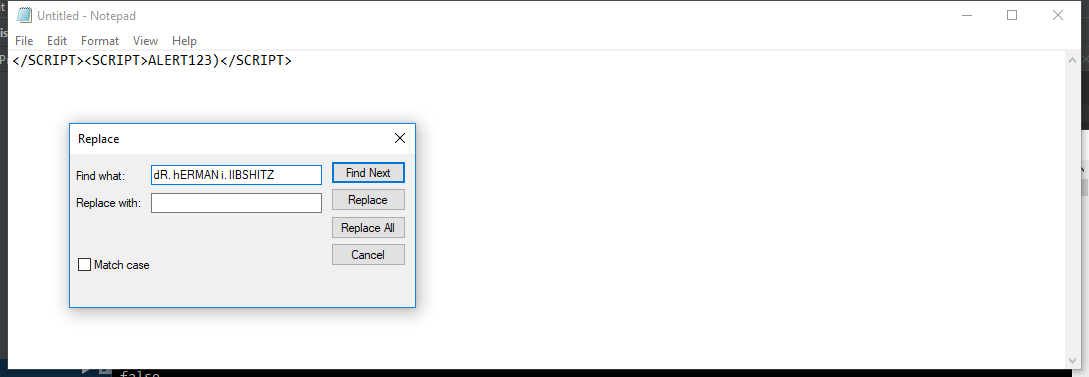 Untitled - Notepad
File Edit Format View Help
</SCRIPT><SCRIPT>ALERT123)</SCRIPT>
Replace
Find what: dR. hERMAN i. lIBSHITZ Find Next
Replace with: Replace
Replace All
Cancel
Match case
false